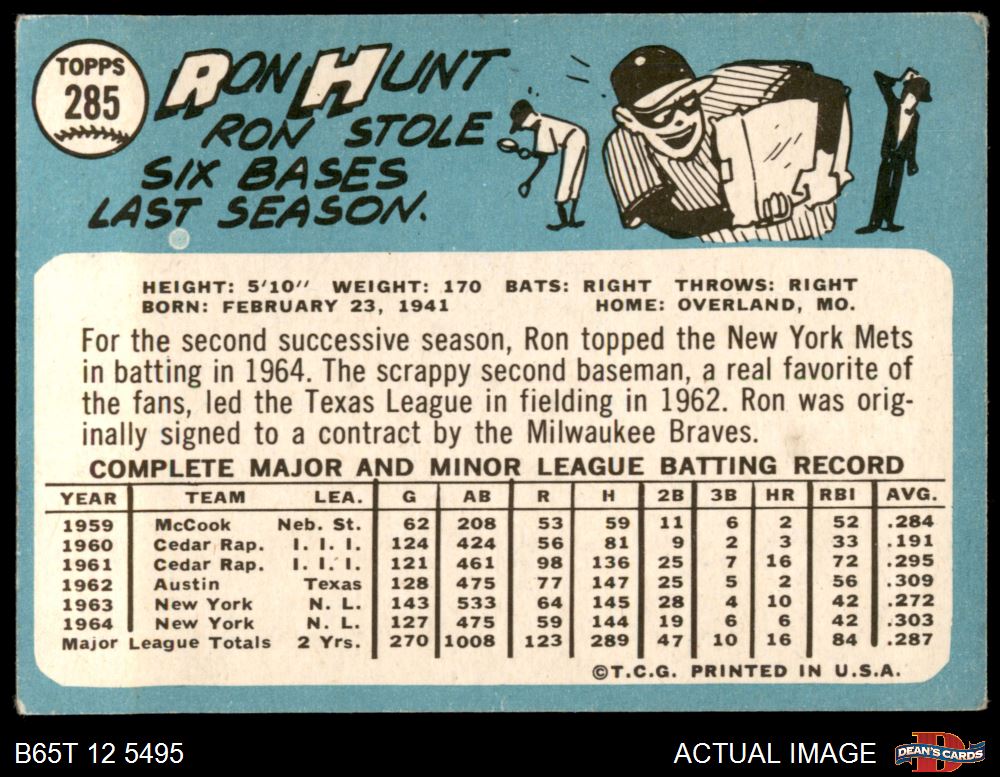 TOPPS
285
RON HUNT
RON STOLE
SIX BASES
LAST SEASON.
HEIGHT: 5'10" WEIGHT: 170 BATS: RIGHT THROWS: RIGHT
BORN: FEBRUARY 23, 1941 HOME: OVERLAND, MO.
For the second successive season, Ron topped the New York Mets
in batting in 1964. The scrappy second baseman, a real favorite of
the fans, led the Texas League in fielding in 1962. Ron was orig-
inally signed to a contract by the Milwaukee Braves.
COMPLETE MAJOR AND MINOR LEAGUE BATTING RECORD
YEAR TEAM LEA. G AB R H 2B 3B HR RBI AVG.
1959 McCook Neb. St. 62 208 53 59 11 6 2 52 .284
1960 Cedar Rap. I. I. I. 124 424 56 81 9 2 3 33 .191
1961 Cedar Rap. I. I. I. 121 461 98 136 25 7 16 72 .295
1962 Austin Texas 128 475 77 147 25 5 2 56 .309
1963 New York N. L. 143 533 64 145 28 4 10 42 .272
1964 New York N. L. 127 475 59 144 19 6 6 42 .303
Major League Totals 2 Yrs. 270 1008 123 289 47 10 16 84 .287
©T.C.G. PRINTED IN U.S.A.
B65T 12 5495 ACTUAL IMAGE
DEAN'S CARDS